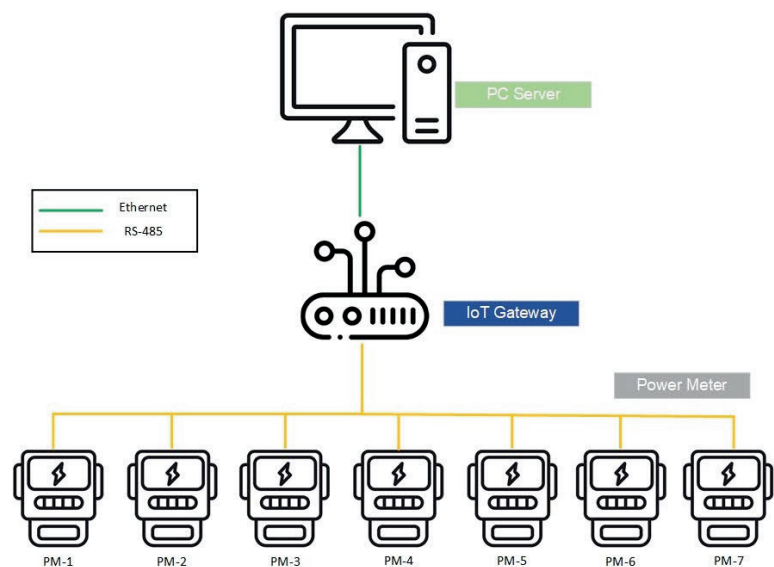 PC Server
Ethernet
RS-485
IoT Gateway
Power Meter
PM-1 PM-2 PM-3 PM-4 PM-5 PM-6 PM-7